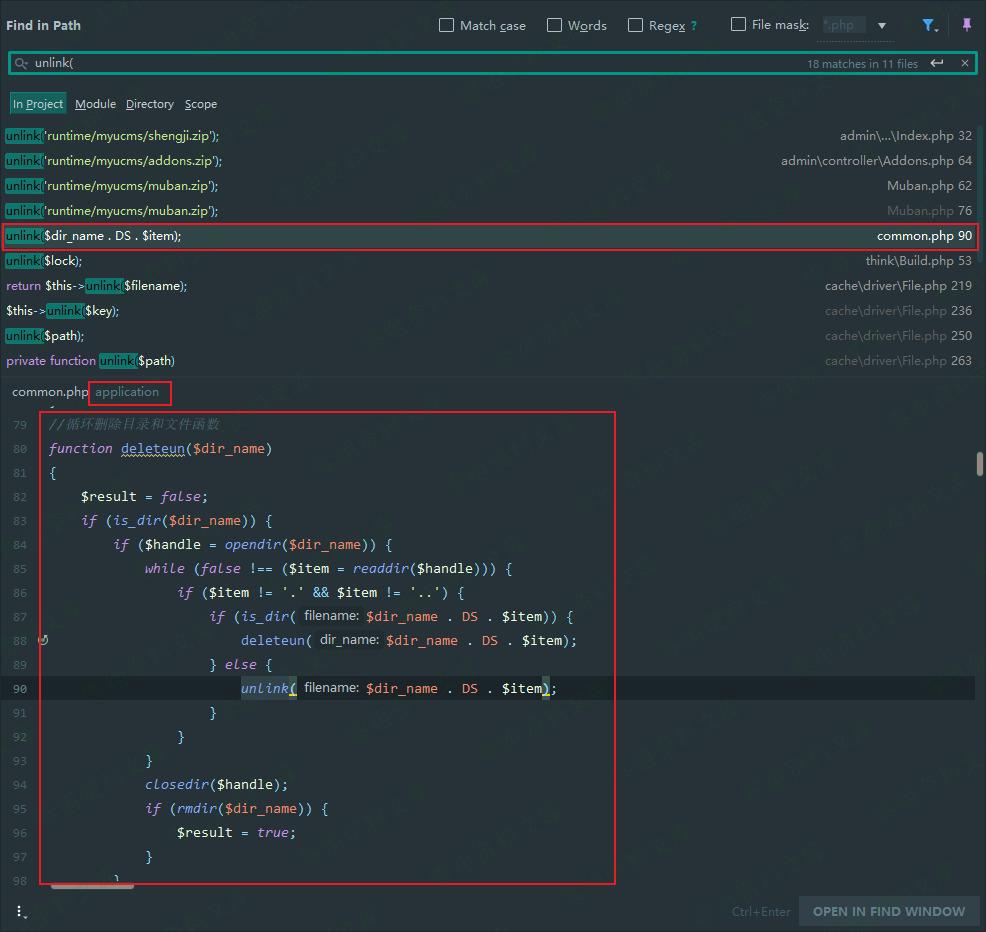 Find in Path
Match case
Words
Regex ?
File mask: *.php
unlink(
18 matches in 11 files
In Project Module Directory Scope
unlink('runtime/myucms/shengji.zip'); admin\...\Index.php 32
unlink('runtime/myucms/addons.zip'); admin\controller\Addons.php 64
unlink('runtime/myucms/muban.zip'); Muban.php 62
unlink('runtime/myucms/muban.zip'); Muban.php 76
unlink($dir_name . DS . $item); common.php 90
unlink($lock); think\Build.php 53
return $this->unlink($filename); cache\driver\File.php 219
$this->unlink($key); cache\driver\File.php 236
unlink($path); cache\driver\File.php 250
private function unlink($path) cache\driver\File.php 263
common.php application
79 //循环删除目录和文件函数
80 function deleteun($dir_name)
81 {
82 $result = false;
83 if (is_dir($dir_name)) {
84 if ($handle = opendir($dir_name)) {
85 while (false !== ($item = readdir($handle))) {
86 if ($item != '.' && $item != '..') {
87 if (is_dir( filename: $dir_name . DS . $item)) {
88 deleteun( dir_name: $dir_name . DS . $item);
89 } else {
90 unlink( filename: $dir_name . DS . $item);
91 }
92 }
93 }
94 closedir($handle);
95 if (rmdir($dir_name)) {
96 $result = true;
97 }
98 }
Ctrl+Enter OPEN IN FIND WINDOW